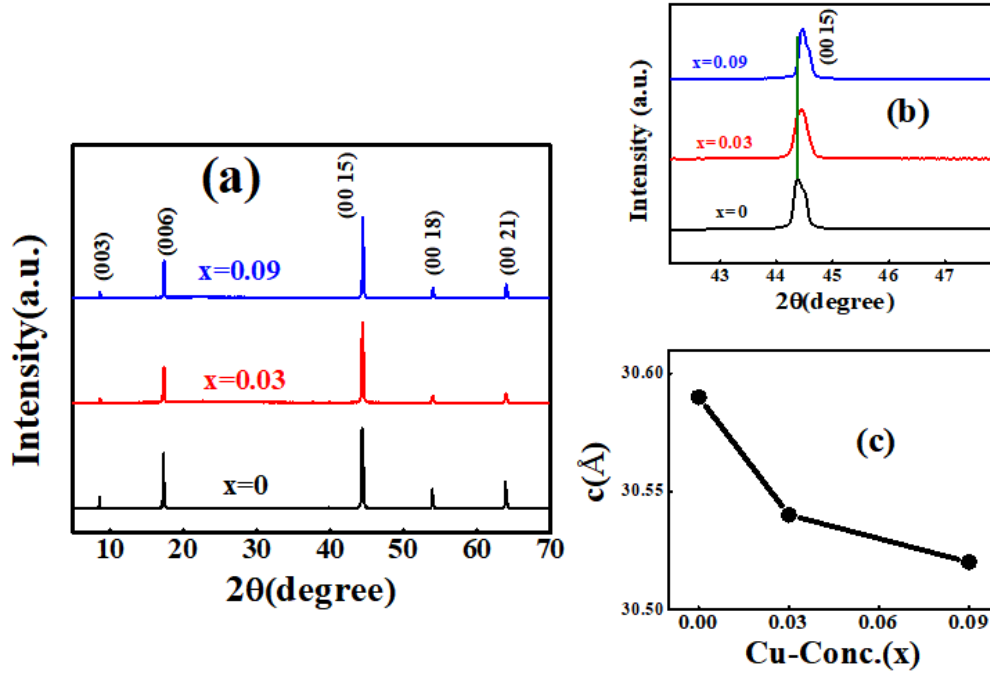 (a)
(003)
(006)
(00 15)
(00 18)
(00 21)
x=0.09
x=0.03
x=0
Intensity(a.u.)
10 20 30 40 50 60 70
2θ(degree)
(b)
(00 15)
x=0.09
x=0.03
x=0
Intensity (a.u.)
43 44 45 46 47
2θ(degree)
(c)
c(Å)
30.60
30.55
30.50
0.00 0.03 0.06 0.09
Cu-Conc.(x)